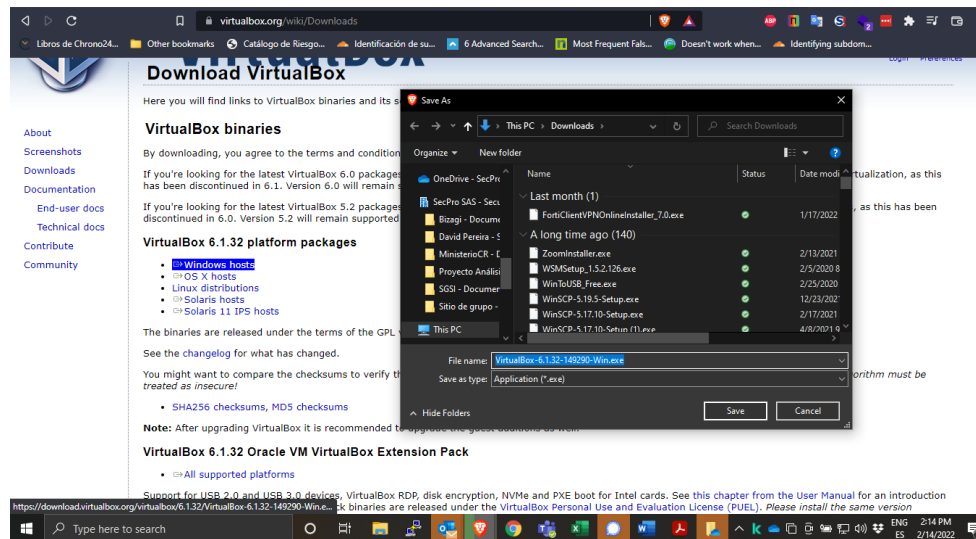 virtualbox.org/wiki/Downloads
Libros de Chrono24... Other bookmarks Catálogo de Riesgo... Identificación de su... 6 Advanced Search... Most Frequent Fals... Doesn't work when... Identifying subdom...
Login Preferences
Download VirtualBox
Here you will find links to VirtualBox binaries and its s
About
Screenshots
Downloads
Documentation
End-user docs
Technical docs
Contribute
Community
VirtualBox binaries
By downloading, you agree to the terms and condition
If you're looking for the latest VirtualBox 6.0 packages
rtualization, as this
has been discontinued in 6.1. Version 6.0 will remain s
If you're looking for the latest VirtualBox 5.2 packages
, as this has been
discontinued in 6.0. Version 5.2 will remain supported
VirtualBox 6.1.32 platform packages
Windows hosts
OS X hosts
Linux distributions
Solaris hosts
Solaris 11 IPS hosts
The binaries are released under the terms of the GPL v
See the changelog for what has changed.
You might want to compare the checksums to verify th
orithm must be
treated as insecure!
SHA256 checksums, MD5 checksums
Note: After upgrading VirtualBox it is recommended to upgrade the guest additions as well.
VirtualBox 6.1.32 Oracle VM VirtualBox Extension Pack
All supported platforms
Support for USB 2.0 and USB 3.0 devices, VirtualBox RDP, disk encryption, NVMe and PXE boot for Intel cards. See this chapter from the User Manual for an introduction
ck binaries are released under the VirtualBox Personal Use and Evaluation License (PUEL). Please install the same version
https://download.virtualbox.org/virtualbox/6.1.32/VirtualBox-6.1.32-149290-Win.e...
Save As
This PC > Downloads >
Search Downloads
Organize
New folder
OneDrive - SecPro
SecPro SAS - Secu
Bizagi - Docume
David Pereira - S
MinisterioCR - D
Proyecto Análisi
SGSI - Documen
Sitio de grupo -
This PC
Name Status Date modi
Last month (1)
FortiClientVPNOnlineInstaller_7.0.exe 1/17/2022
A long time ago (140)
ZoomInstaller.exe 2/13/2021
WSMSetup_1.5.2.126.exe 2/5/2020 8
WinToUSB_Free.exe 2/25/2020
WinSCP-5.19.5-Setup.exe 12/23/202
WinSCP-5.17.10-Setup.exe 2/17/2021
WinSCP-5.17.10-Setup (1).exe 4/8/2021 9
File name: VirtualBox-6.1.32-149290-Win.exe
Save as type: Application (*.exe)
Hide Folders
Save
Cancel
Type here to search
ENG
ES
2:14 PM
2/14/2022